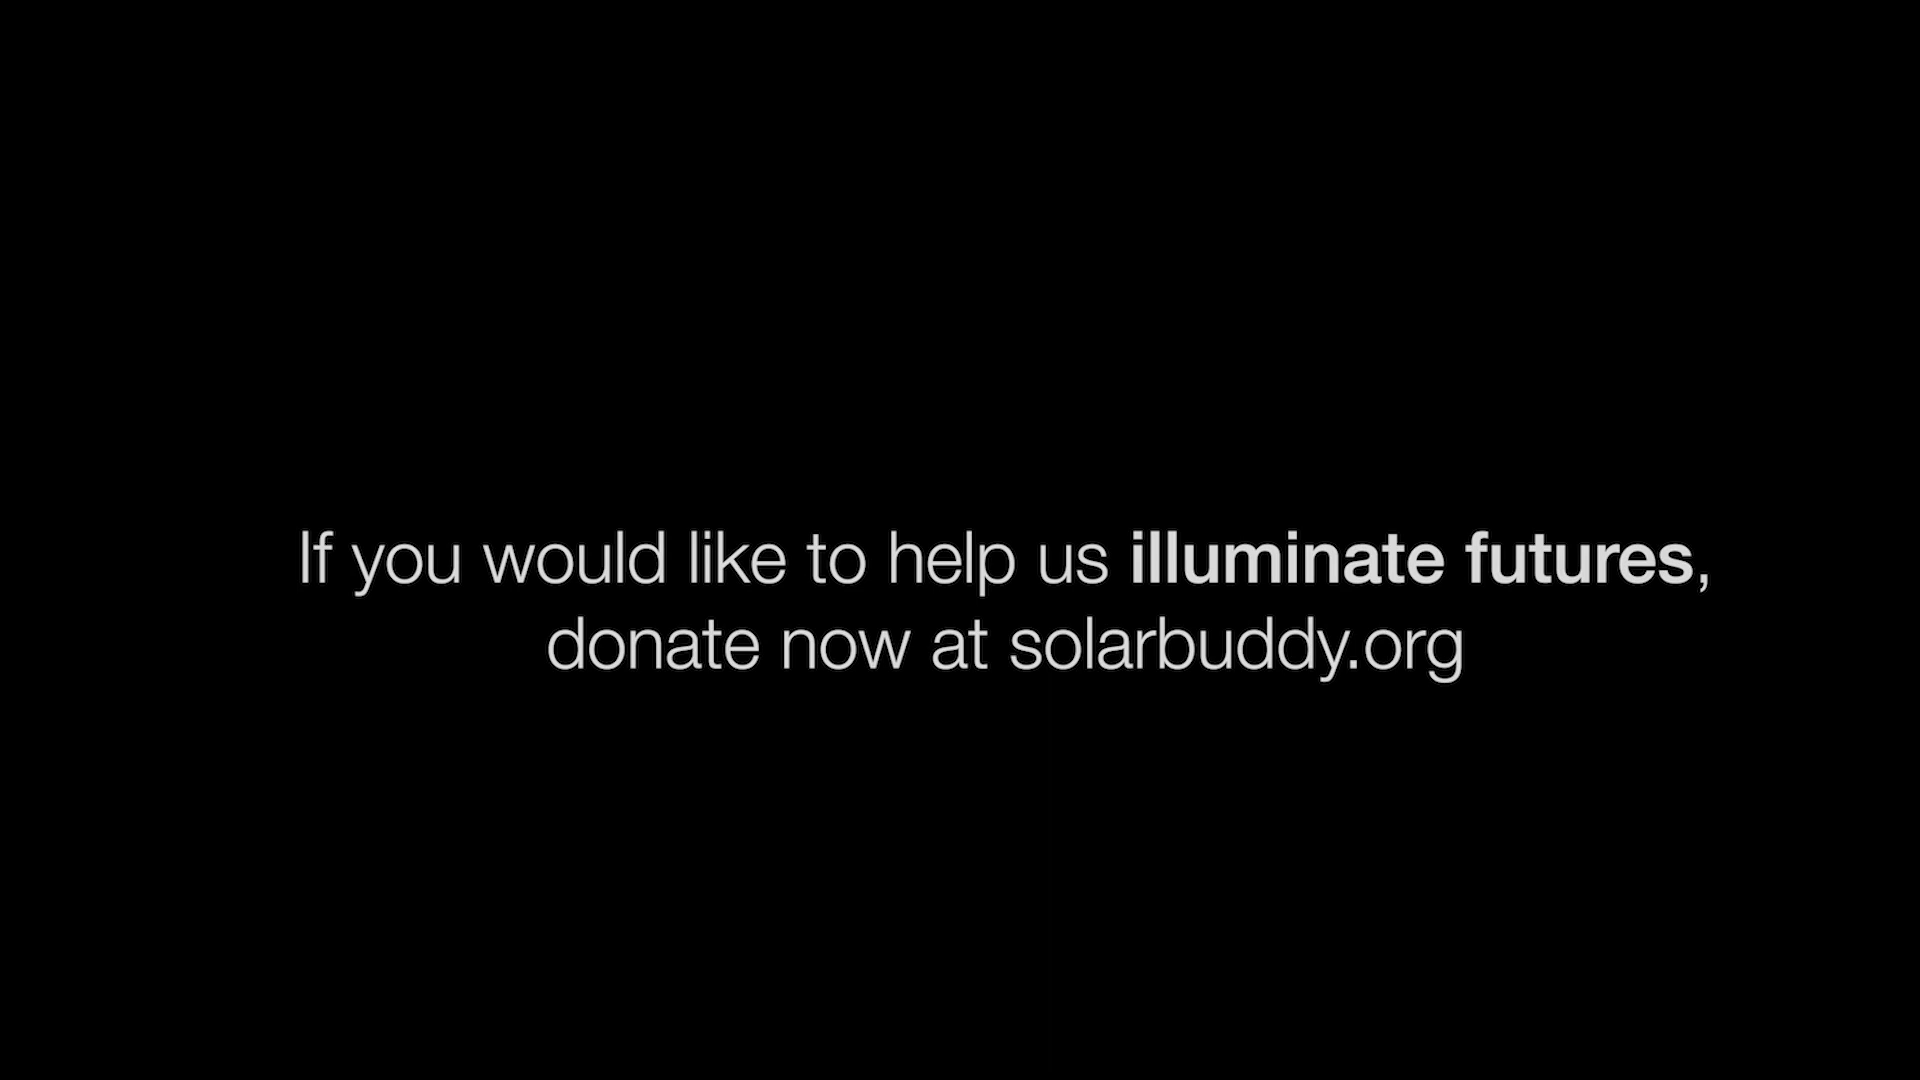 If you would like to help us illuminate futures,
donate now at solarbuddy.org